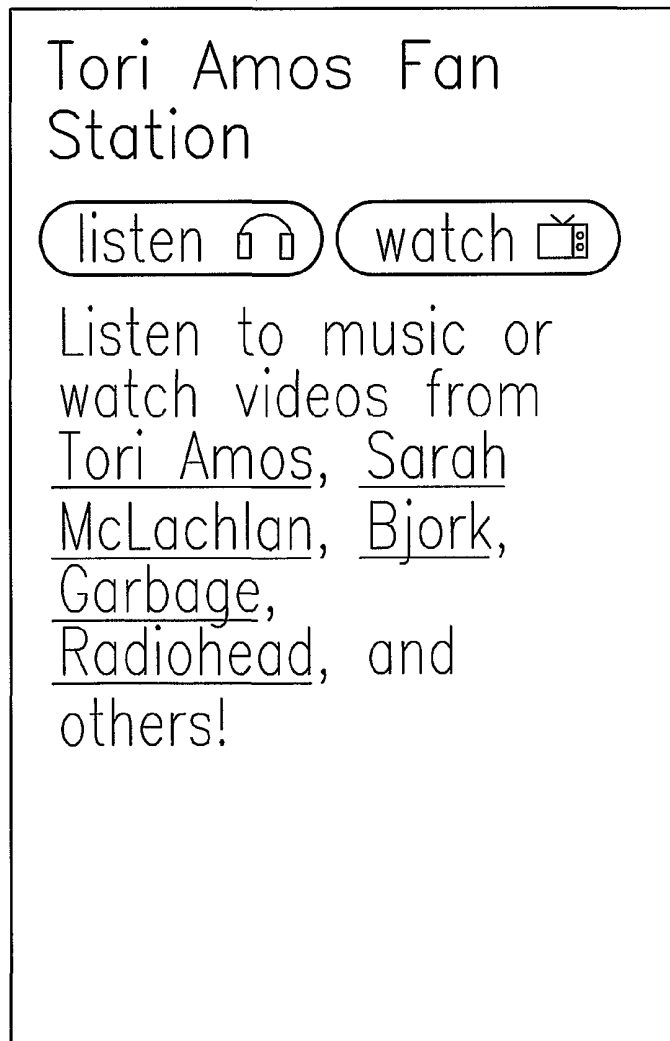 Tori Amos Fan
Station
listen
watch
Listen to music or
watch videos from
Tori Amos, Sarah
McLachlan, Bjork,
Garbage,
Radiohead, and
others!